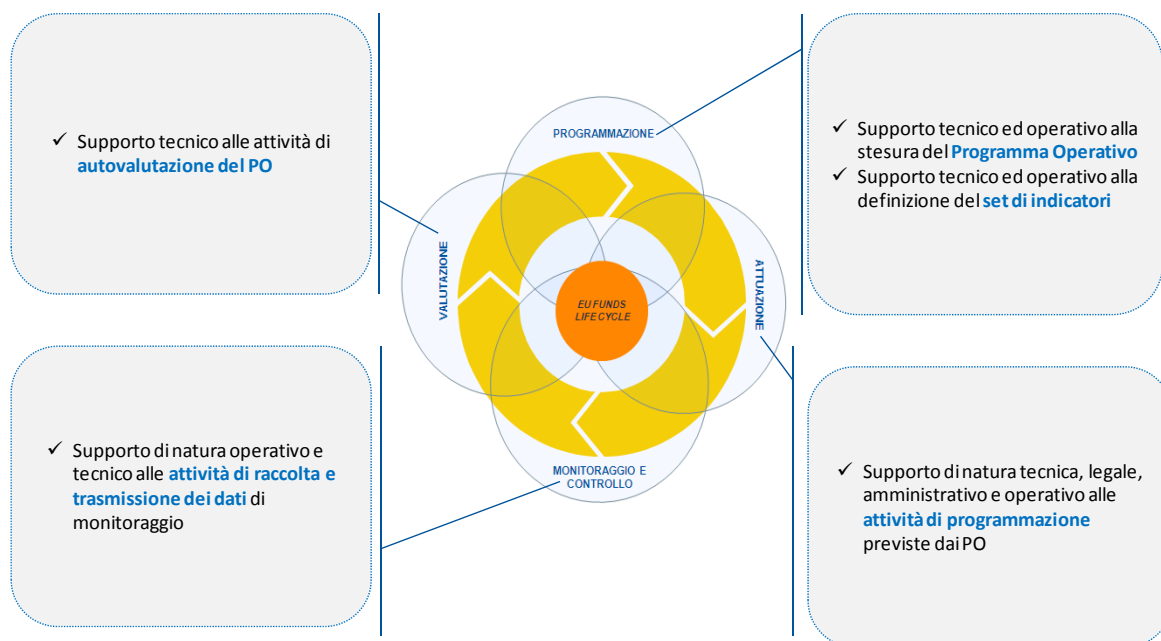 ✓ Supporto tecnico alle attività di
autovalutazione del PO
PROGRAMMAZIONE
✓ Supporto tecnico ed operativo alla
stesura del Programma Operativo
✓ Supporto tecnico ed operativo alla
definizione del set di indicatori
VALUTAZIONE
EU FUNDS
LIFE CYCLE
ATTUAZIONE
✓ Supporto di natura operativo e
tecnico alle attività di raccolta e
trasmissione dei dati di
monitoraggio
MONITORAGGIO E
CONTROLLO
✓ Supporto di natura tecnica, legale,
amministrativo e operativo alle
attività di programmazione
previste dai PO